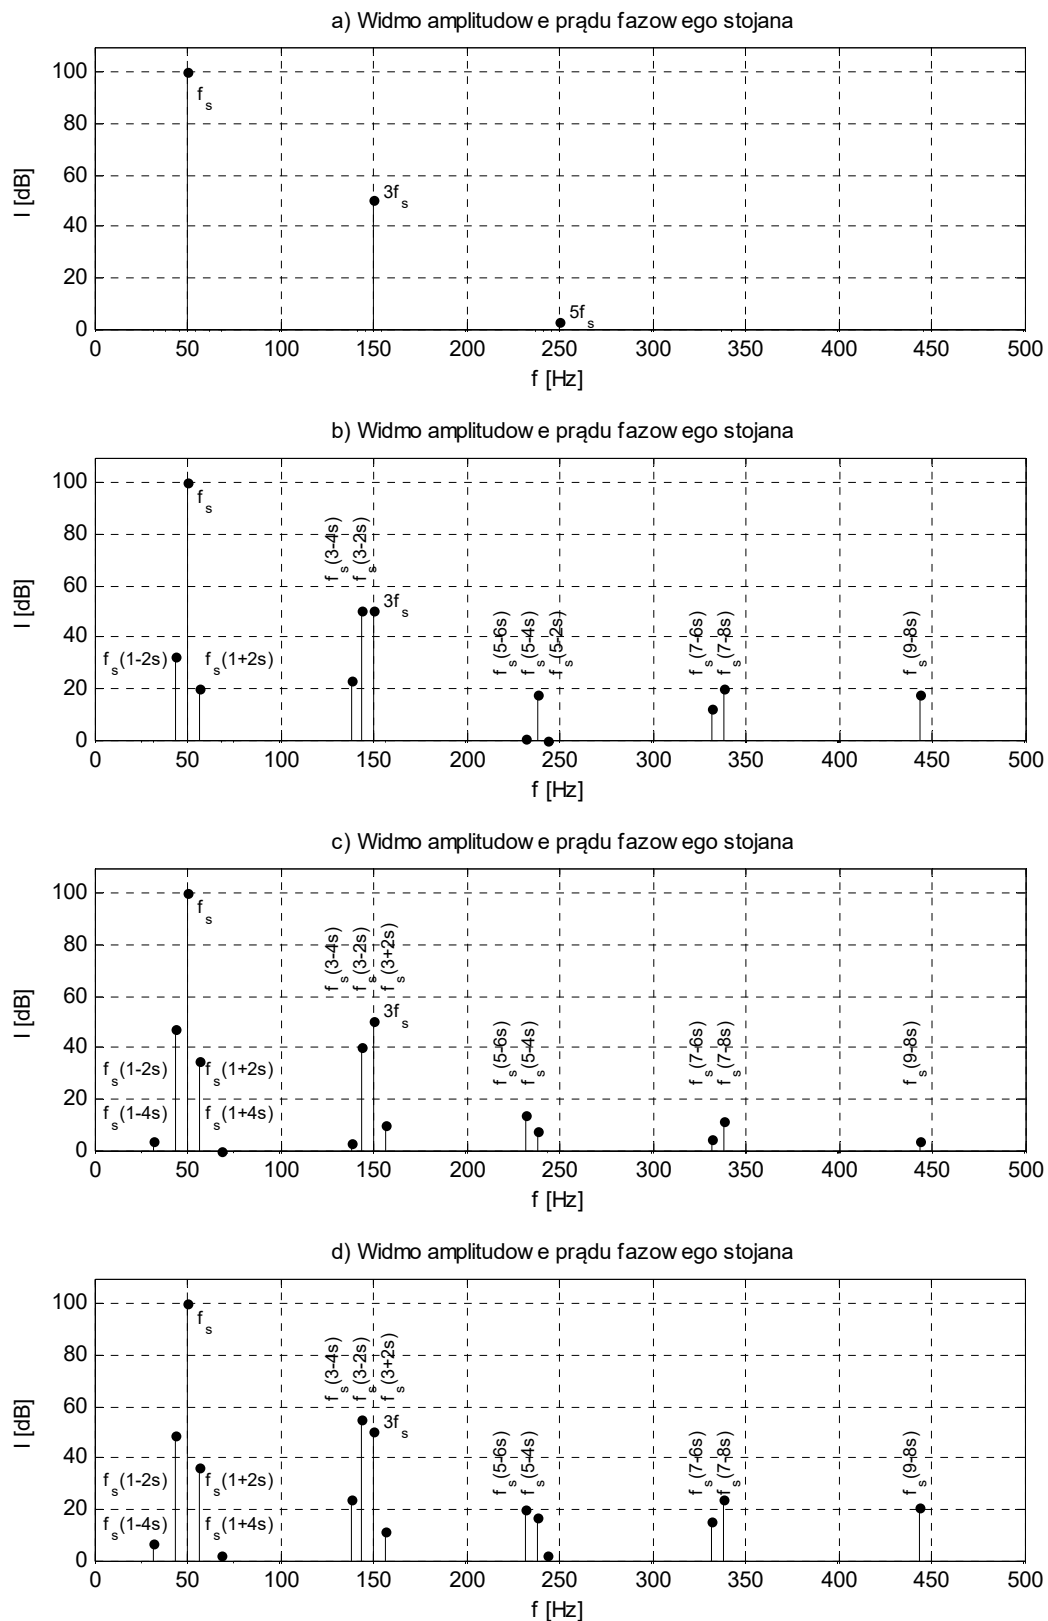 a) Widmo amplitudowe prądu fazowego stojana
100
80
60
40
20
0
I [dB]
f_s
3f_s
5f_s
0 50 100 150 200 250 300 350 400 450 500
f [Hz]
b) Widmo amplitudowe prądu fazowego stojana
100
80
60
40
20
0
I [dB]
f_s
f_s(1-2s)
f_s(1+2s)
f_s(3-4s)
f_s(3-2s)
3f_s
f_s(5-6s)
f_s(5-4s)
f_s(5-2s)
f_s(7-6s)
f_s(7-8s)
f_s(9-8s)
0 50 100 150 200 250 300 350 400 450 500
f [Hz]
c) Widmo amplitudowe prądu fazowego stojana
100
80
60
40
20
0
I [dB]
f_s
f_s(1-2s)
f_s(1+2s)
f_s(1-4s)
f_s(1+4s)
f_s(3-4s)
f_s(3-2s)
f_s(3+2s)
3f_s
f_s(5-6s)
f_s(5-4s)
f_s(7-6s)
f_s(7-8s)
f_s(9-8s)
0 50 100 150 200 250 300 350 400 450 500
f [Hz]
d) Widmo amplitudowe prądu fazowego stojana
100
80
60
40
20
0
I [dB]
f_s
f_s(1-2s)
f_s(1+2s)
f_s(1-4s)
f_s(1+4s)
f_s(3-4s)
f_s(3-2s)
f_s(3+2s)
3f_s
f_s(5-6s)
f_s(5-4s)
f_s(7-6s)
f_s(7-8s)
f_s(9-8s)
0 50 100 150 200 250 300 350 400 450 500
f [Hz]